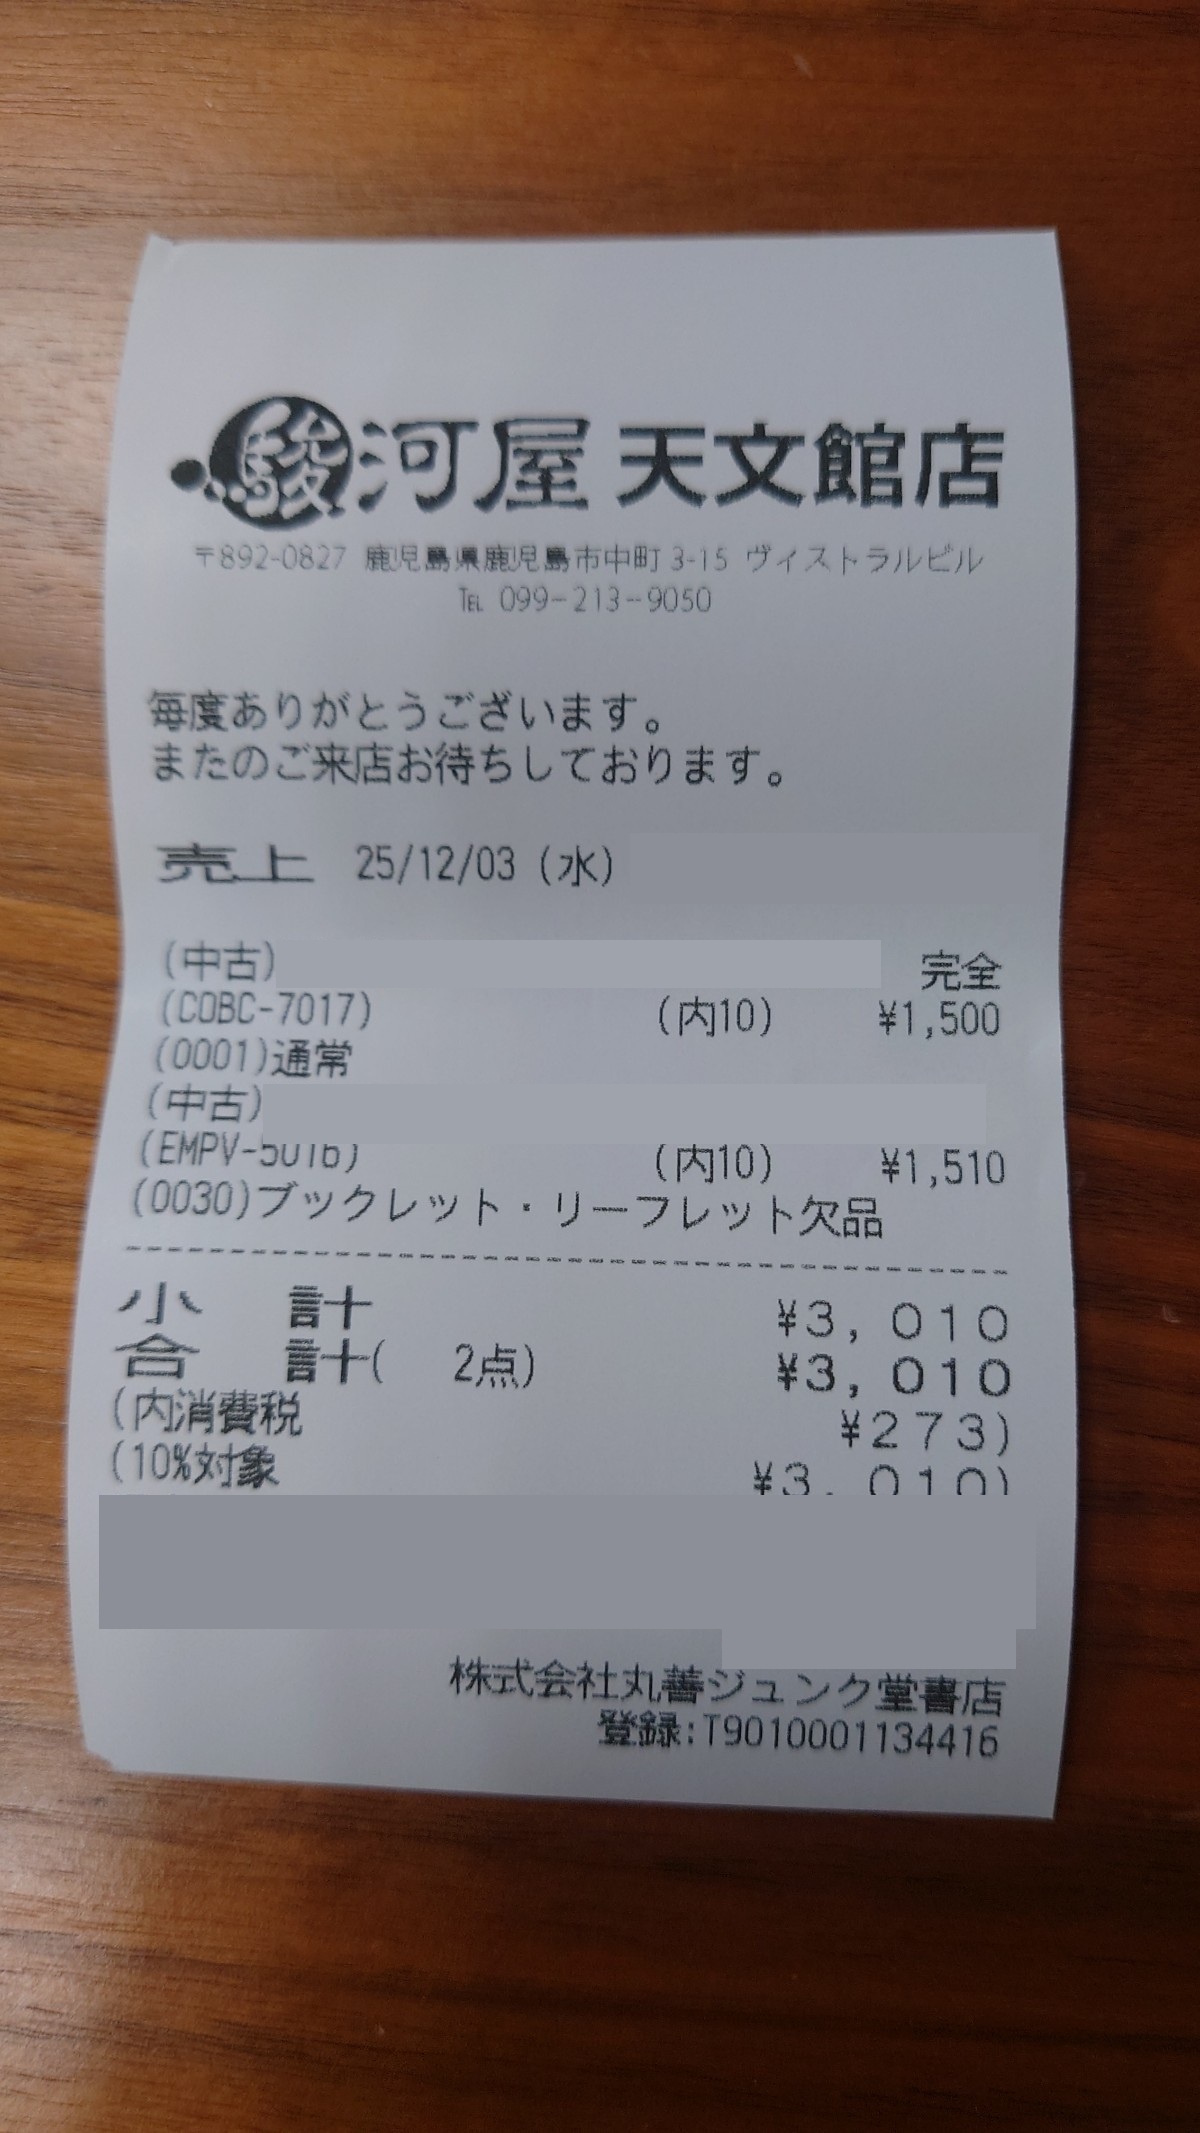 駿河屋 天文館店
〒892-0827 鹿児島県鹿児島市中町 3-15 ヴィストラルビル
℡ 099-213-9050
毎度ありがとうございます。
またのご来店お待ちしております。
売上 25/12/03 (水)
(中古) 完全
(COBC-7017) (内10) ¥1,500
(0001)通常
(中古)
(EMPV-5016) (内10) ¥1,510
(0030)ブックレット・リーフレット欠品
小 計 ¥3,010
合 計( 2点) ¥3,010
(内消費税 ¥273)
(10%対象 ¥3,010)
株式会社丸善ジュンク堂書店
登録:T9010001134416